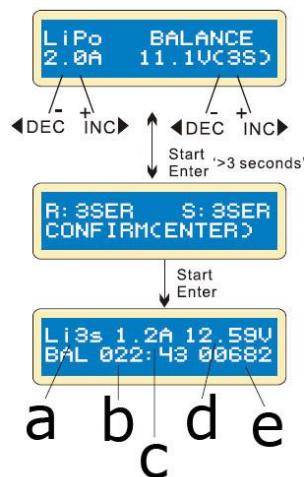 LiPo BALANCE
2.0A 11.1V(3S)
- + - +
◀DEC INC▶ ◀DEC INC▶
Start
Enter '>3 seconds'
R:3SER S:3SER
CONFIRM(ENTER)
Start
Enter
Li3s 1.2A 12.59V
BAL 022:43 00682
a b c d e